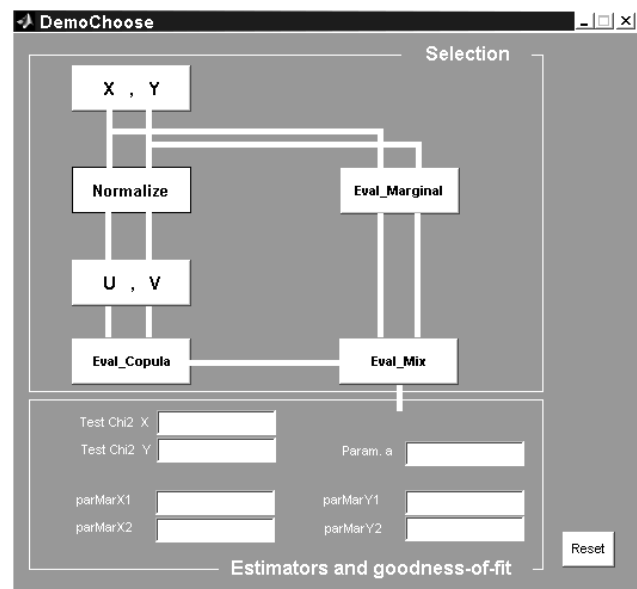 DemoChoose
Selection
X , Y
Normalize
Eval_Marginal
U , V
Eval_Copula
Eval_Mix
Test Chi2 X
Test Chi2 Y
Param. a
parMarX1
parMarY1
parMarX2
parMarY2
Reset
Estimators and goodness-of-fit